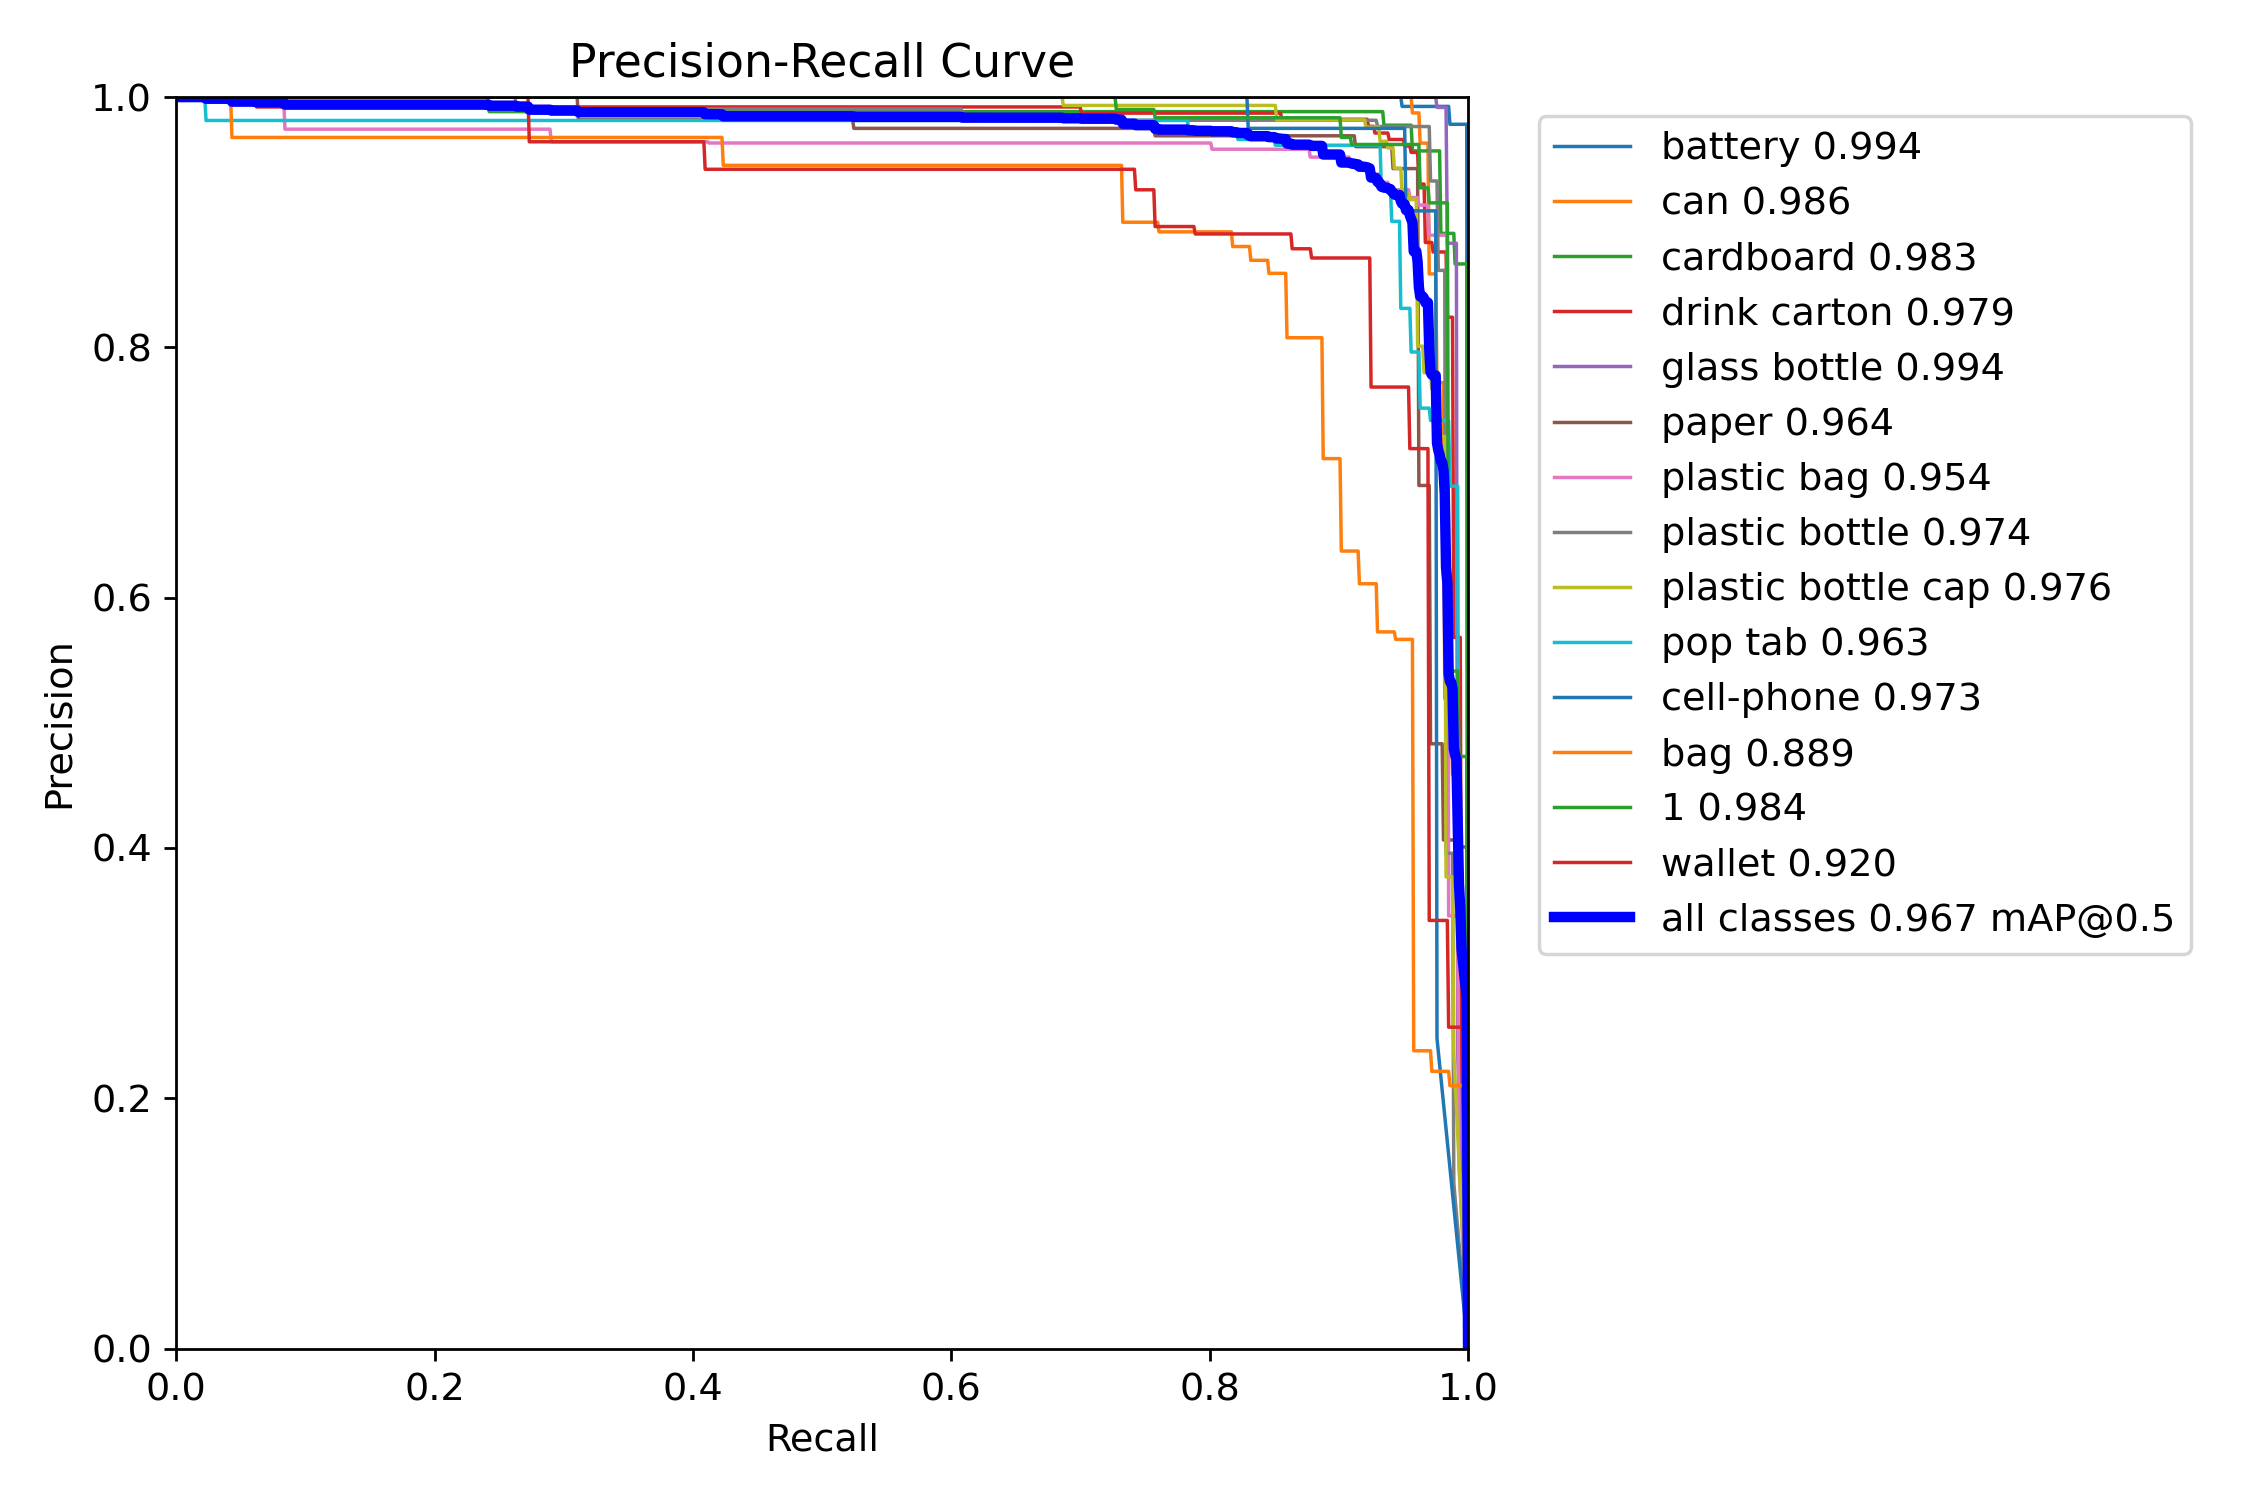 Precision-Recall Curve
1.0
0.8
0.6
0.4
0.2
0.0
Precision
0.0 0.2 0.4 0.6 0.8 1.0
Recall
battery 0.994
can 0.986
cardboard 0.983
drink carton 0.979
glass bottle 0.994
paper 0.964
plastic bag 0.954
plastic bottle 0.974
plastic bottle cap 0.976
pop tab 0.963
cell-phone 0.973
bag 0.889
1 0.984
wallet 0.920
all classes 0.967 mAP@0.5